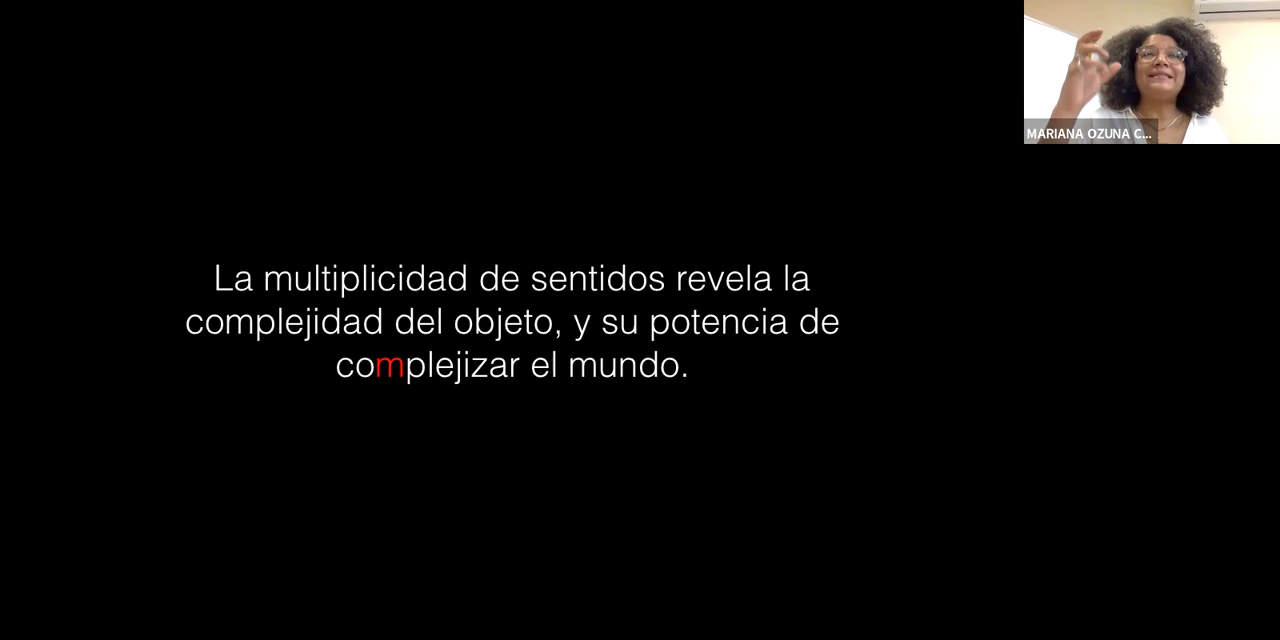 MARIANA OZUNA C...
La multiplicidad de sentidos revela la
complejidad del objeto, y su potencia de
complejizar el mundo.